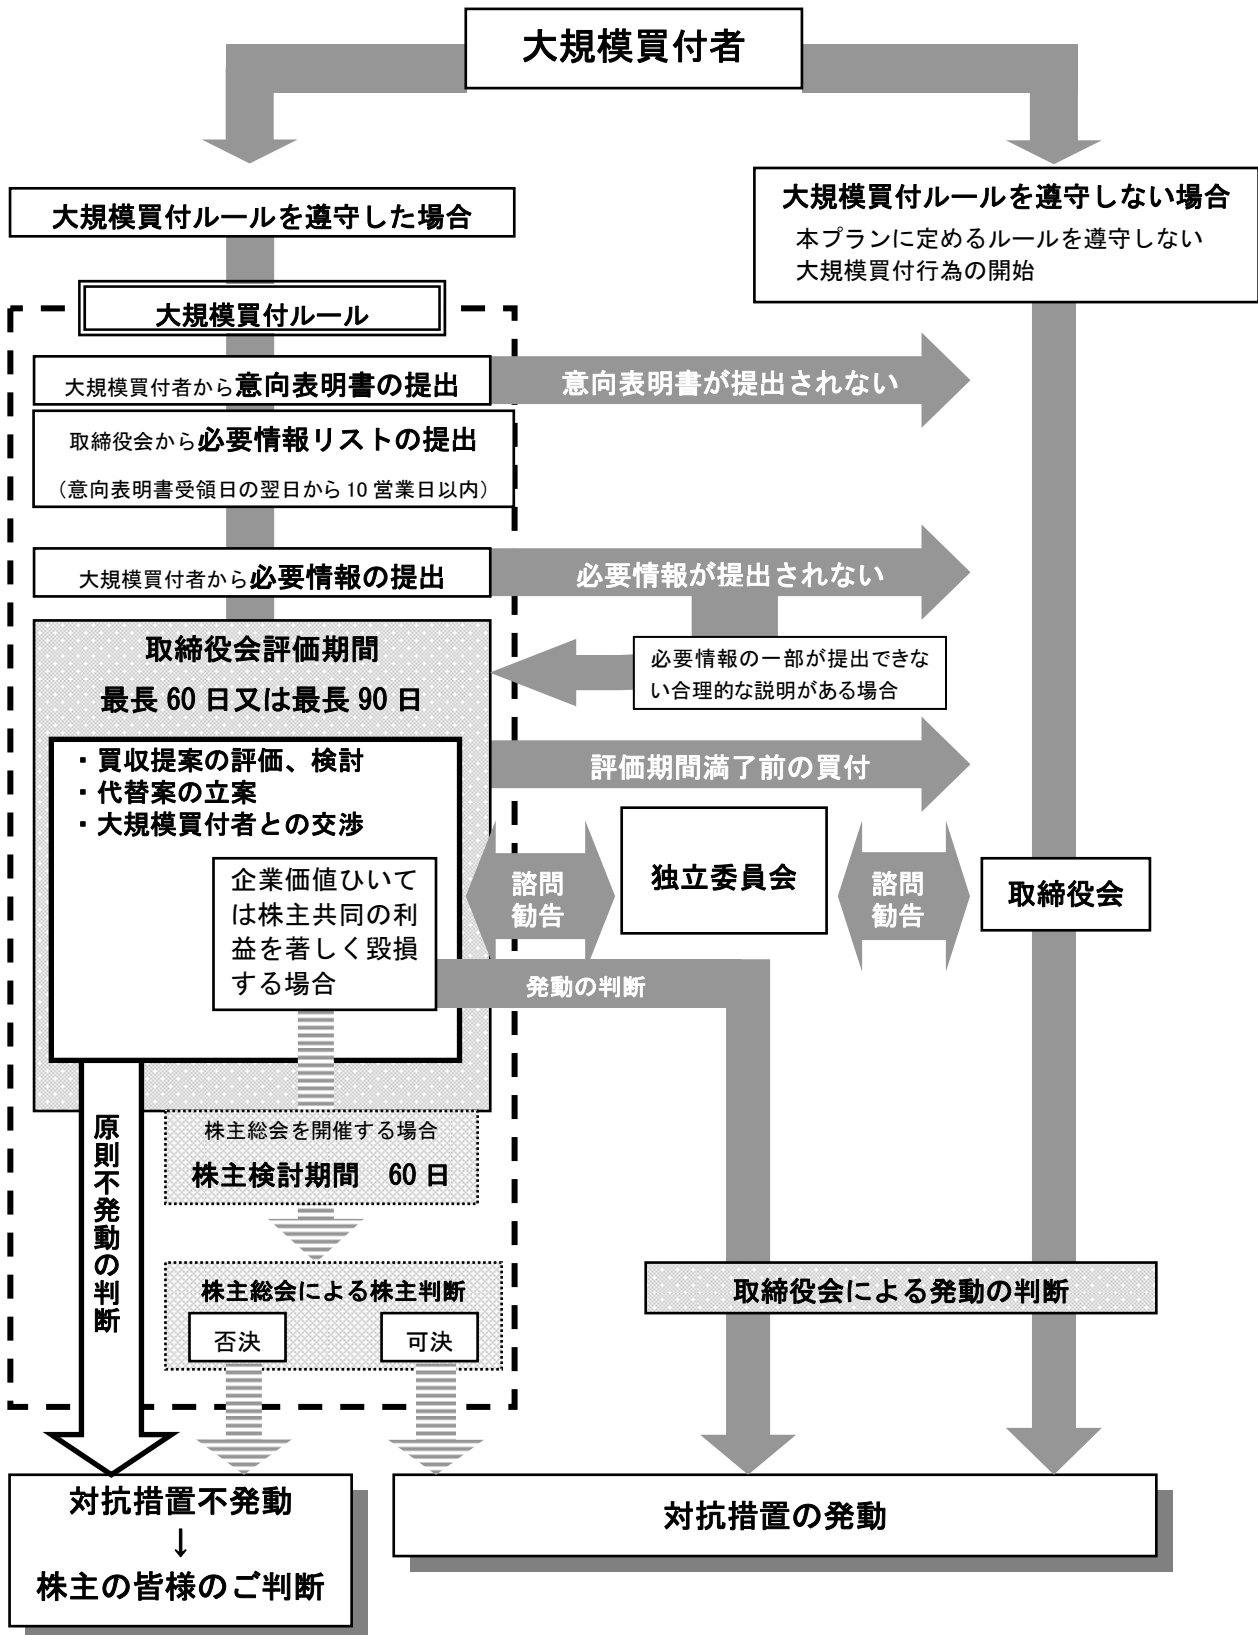 大規模買付者
大規模買付ルールを遵守した場合
大規模買付ルールを遵守しない場合
本プランに定めるルールを遵守しない
大規模買付行為の開始
大規模買付ルール
大規模買付者から意向表明書の提出
意向表明書が提出されない
取締役会から必要情報リストの提出
（意向表明書受領日の翌日から 10 営業日以内）
大規模買付者から必要情報の提出
必要情報が提出されない
必要情報の一部が提出できな
い合理的な説明がある場合
取締役会評価期間
最長 60 日又は最長 90 日
・買収提案の評価、検討
・代替案の立案
・大規模買付者との交渉
評価期間満了前の買付
企業価値ひいて
は株主共同の利
益を著しく毀損
する場合
諮問
勧告
独立委員会
諮問
勧告
取締役会
発動の判断
原則不発動の判断
株主総会を開催する場合
株主検討期間　60 日
株主総会による株主判断
否決
可決
取締役会による発動の判断
対抗措置不発動
↓
株主の皆様のご判断
対抗措置の発動